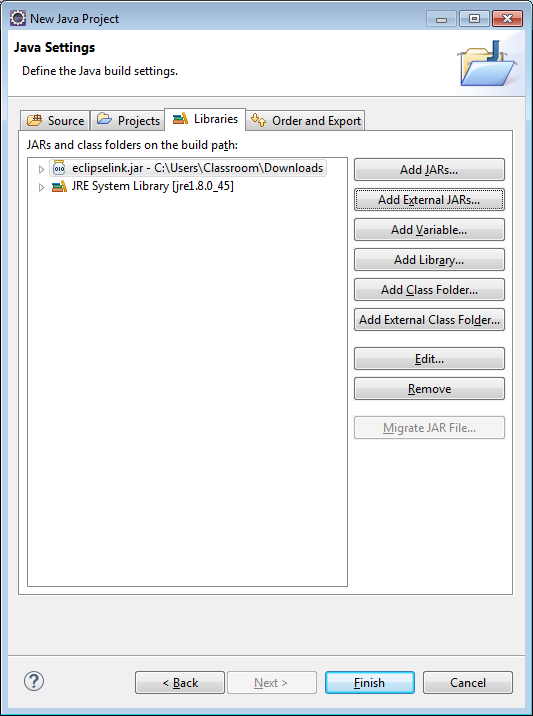 New Java Project
Java Settings
Define the Java build settings.
Source Projects Libraries Order and Export
JARs and class folders on the build path:
eclipselink.jar - C:\Users\Classroom\Downloads
JRE System Library [jre1.8.0_45]
Add JARs...
Add External JARs...
Add Variable...
Add Library...
Add Class Folder...
Add External Class Folder...
Edit...
Remove
Migrate JAR File...
? < Back Next > Finish Cancel